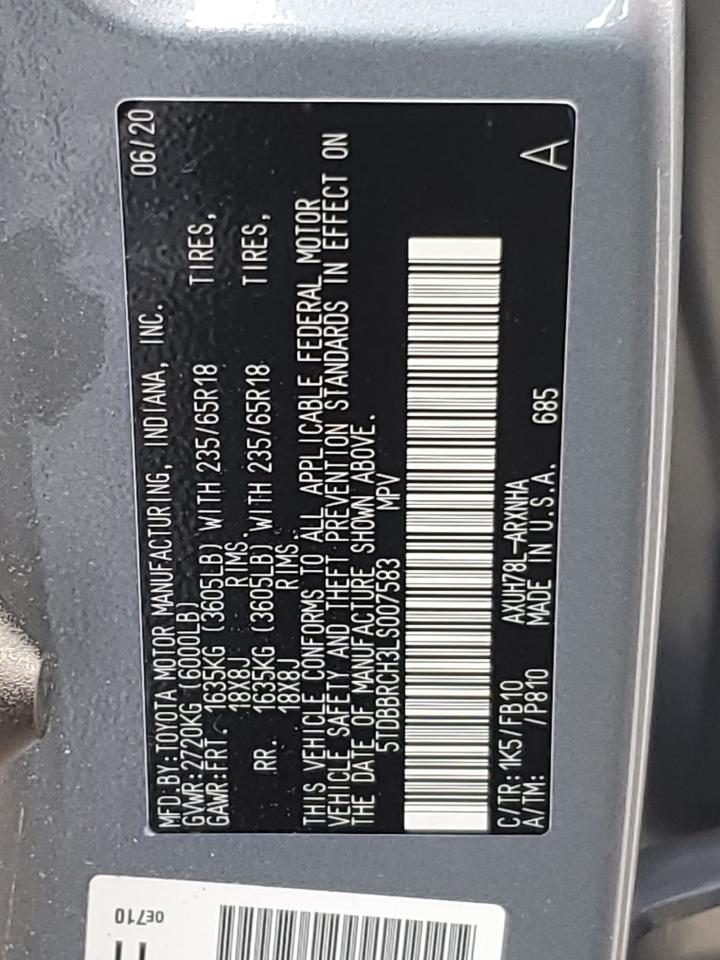 MFD.BY:TOYOTA MOTOR MANUFACTURING, INDIANA, INC. 06/20
GVWR:2720KG (6000LB)
GAWR:FRT. 1635KG (3605LB) WITH 235/65R18 TIRES,
18X8J RIMS.
RR. 1635KG (3605LB) WITH 235/65R18 TIRES,
18X8J RIMS.
THIS VEHICLE CONFORMS TO ALL APPLICABLE FEDERAL MOTOR
VEHICLE SAFETY AND THEFT PREVENTION STANDARDS IN EFFECT ON
THE DATE OF MANUFACTURE SHOWN ABOVE.
5TDBBRCH3LS007583 MPV
C/TR:1K5/FB10 AXUH78L-ARXNHA
A/TM: /P810 MADE IN U.S.A. 685
A
OE710